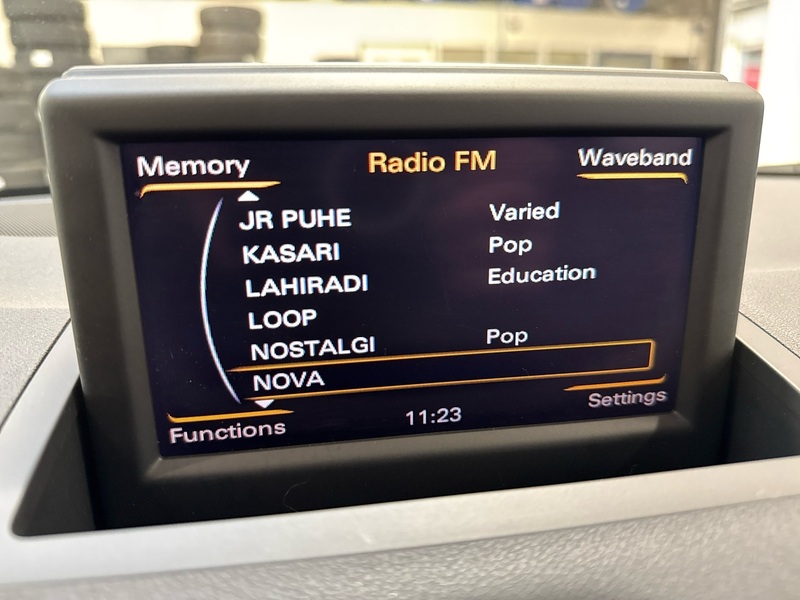 Memory Radio FM Waveband
JR PUHE Varied
KASARI Pop
LAHIRADI Education
LOOP
NOSTALGI Pop
NOVA
Functions 11:23 Settings